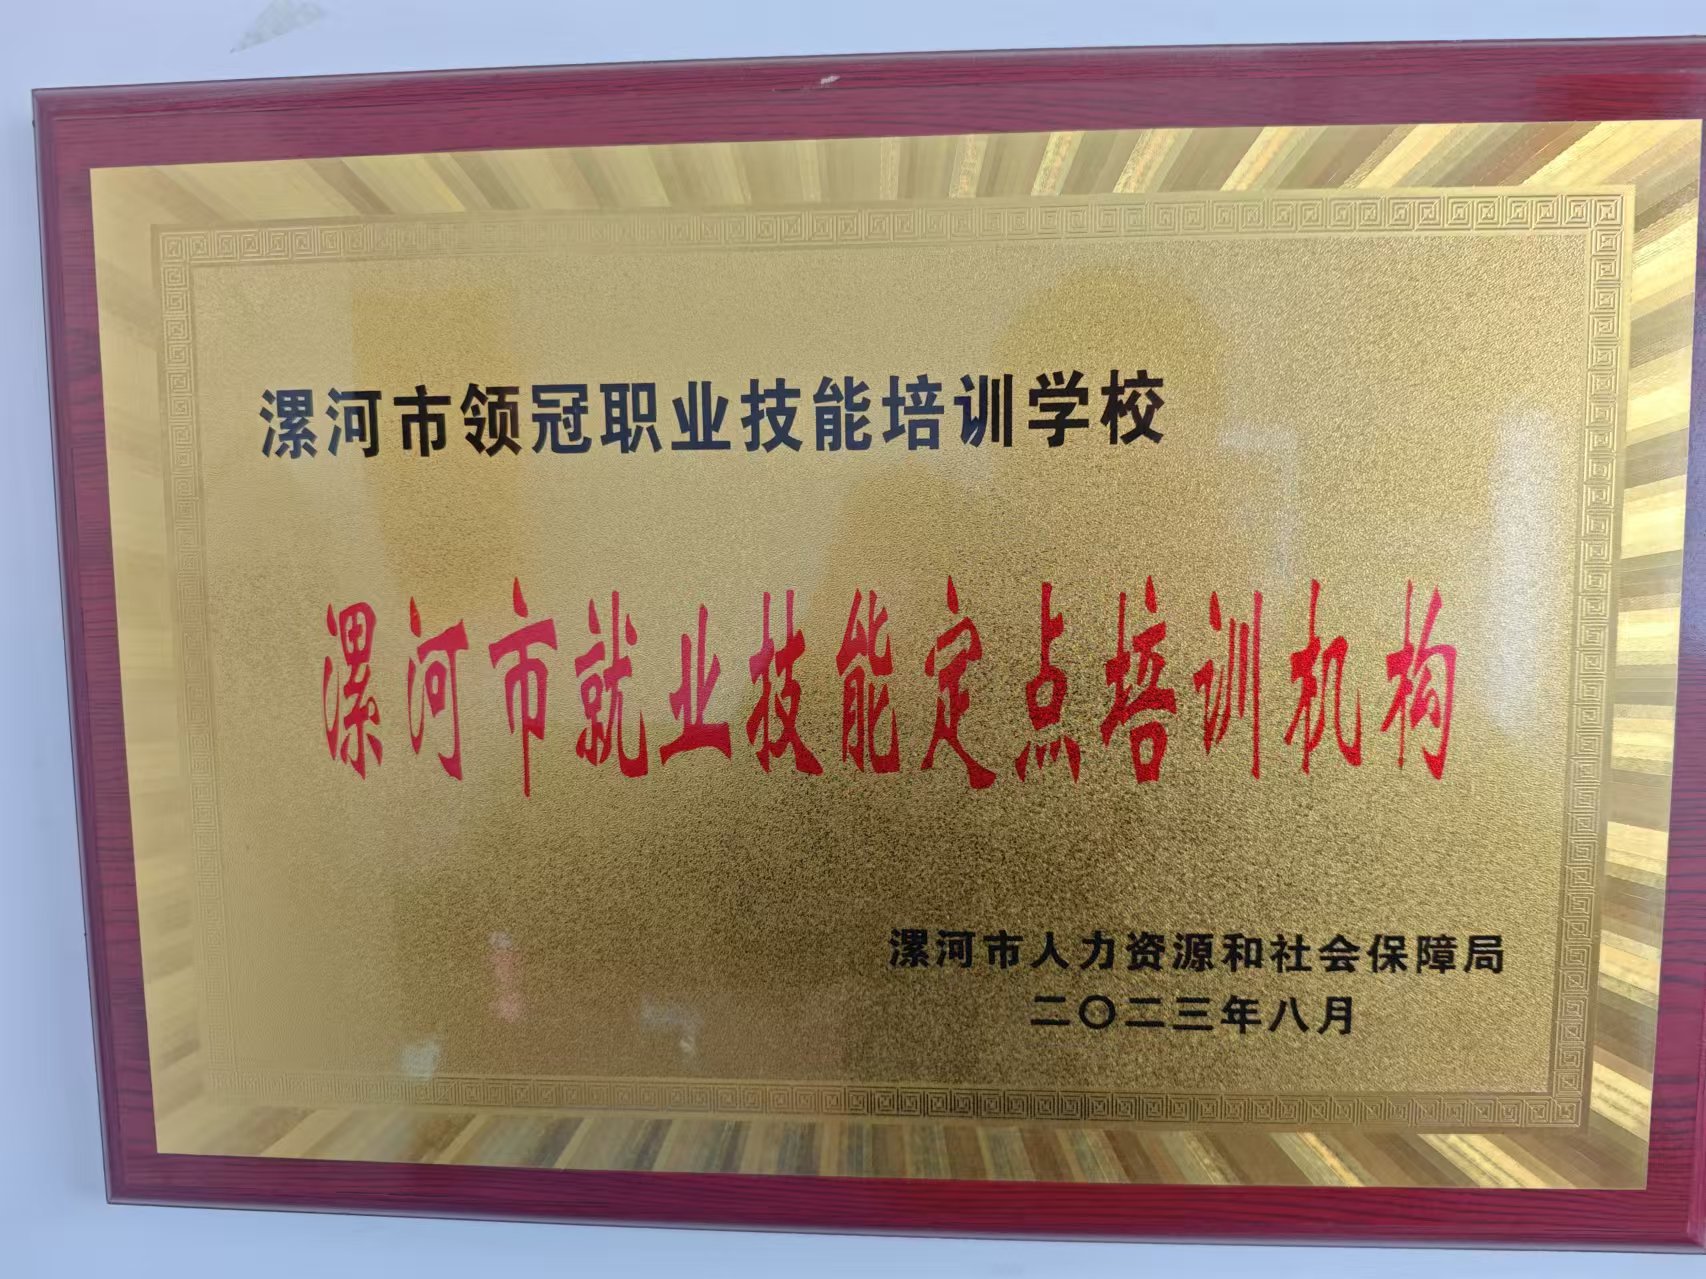 漯河市领冠职业技能培训学校
漯河市就业技能定点培训机构
漯河市人力资源和社会保障局
二〇二三年八月